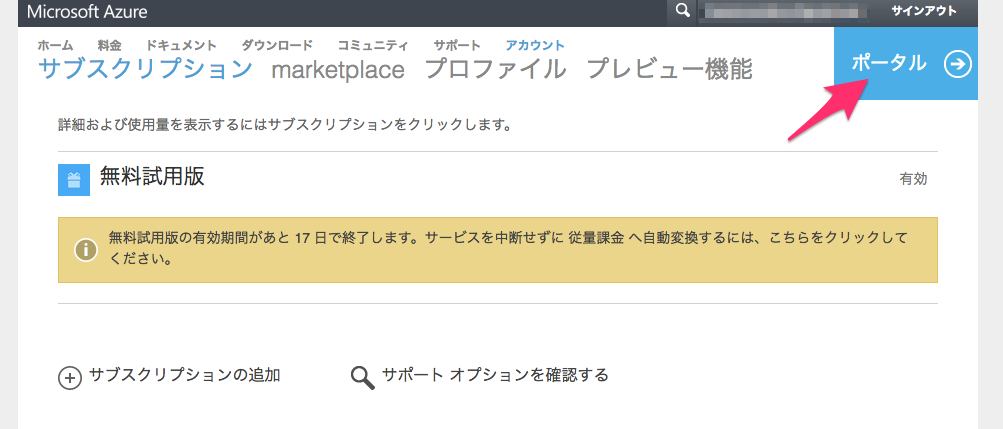 Microsoft Azure
サインアウト
ホーム 料金 ドキュメント ダウンロード コミュニティ サポート アカウント
サブスクリプション marketplace プロファイル プレビュー機能
ポータル
詳細および使用量を表示するにはサブスクリプションをクリックします。
無料試用版
有効
無料試用版の有効期間があと 17 日で終了します。サービスを中断せずに 従量課金 へ自動変換するには、こちらをクリックして
ください。
サブスクリプションの追加
サポート オプションを確認する